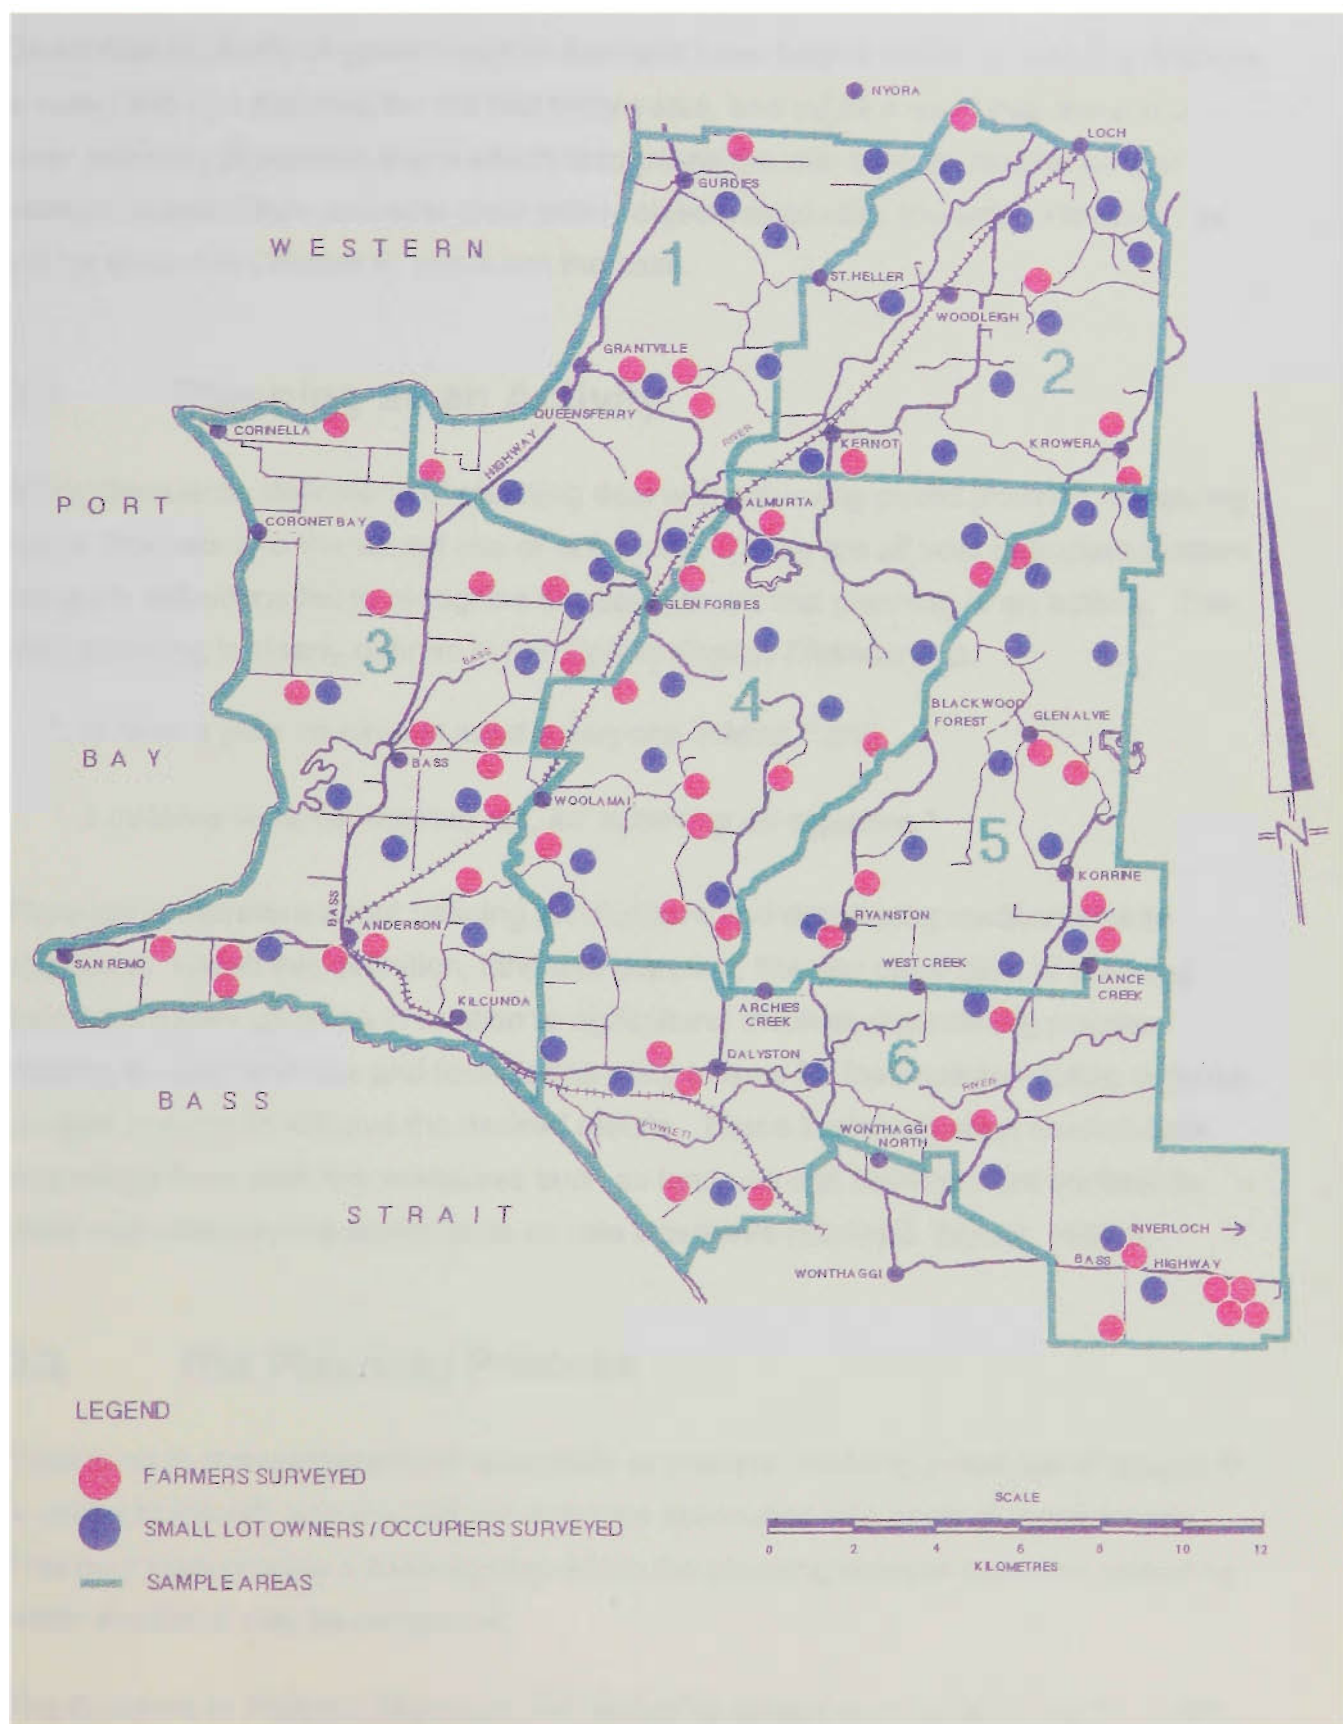 NYORA
LOCH
GURDIES
WESTERN
1
ST. HELLER
WOODLEIGH
GRANTVILLE
2
QUEENSFERRY
CORINELLA
HIGHWAY
RIVER
KERNOT
KROWERA
PORT
ALMURTA
CORONET BAY
GLEN FORBES
3
BASS
4
BLACKWOOD
FOREST
GLEN ALVIE
BAY
BASS
WOOLAMAI
5
KORRINE
BASS
ANDERSON
RYANSTON
SAN REMO
WEST CREEK
LANCE
CREEK
KILCUNDA
ARCHIES
CREEK
DALYSTON
6
RIVER
BASS
POWLETT
WONTHAGGI
NORTH
STRAIT
INVERLOCH →
BASS HIGHWAY
WONTHAGGI
N
LEGEND
FARMERS SURVEYED
SMALL LOT OWNERS / OCCUPIERS SURVEYED
SAMPLE AREAS
SCALE
0 2 4 6 8 10 12
KILOMETRES